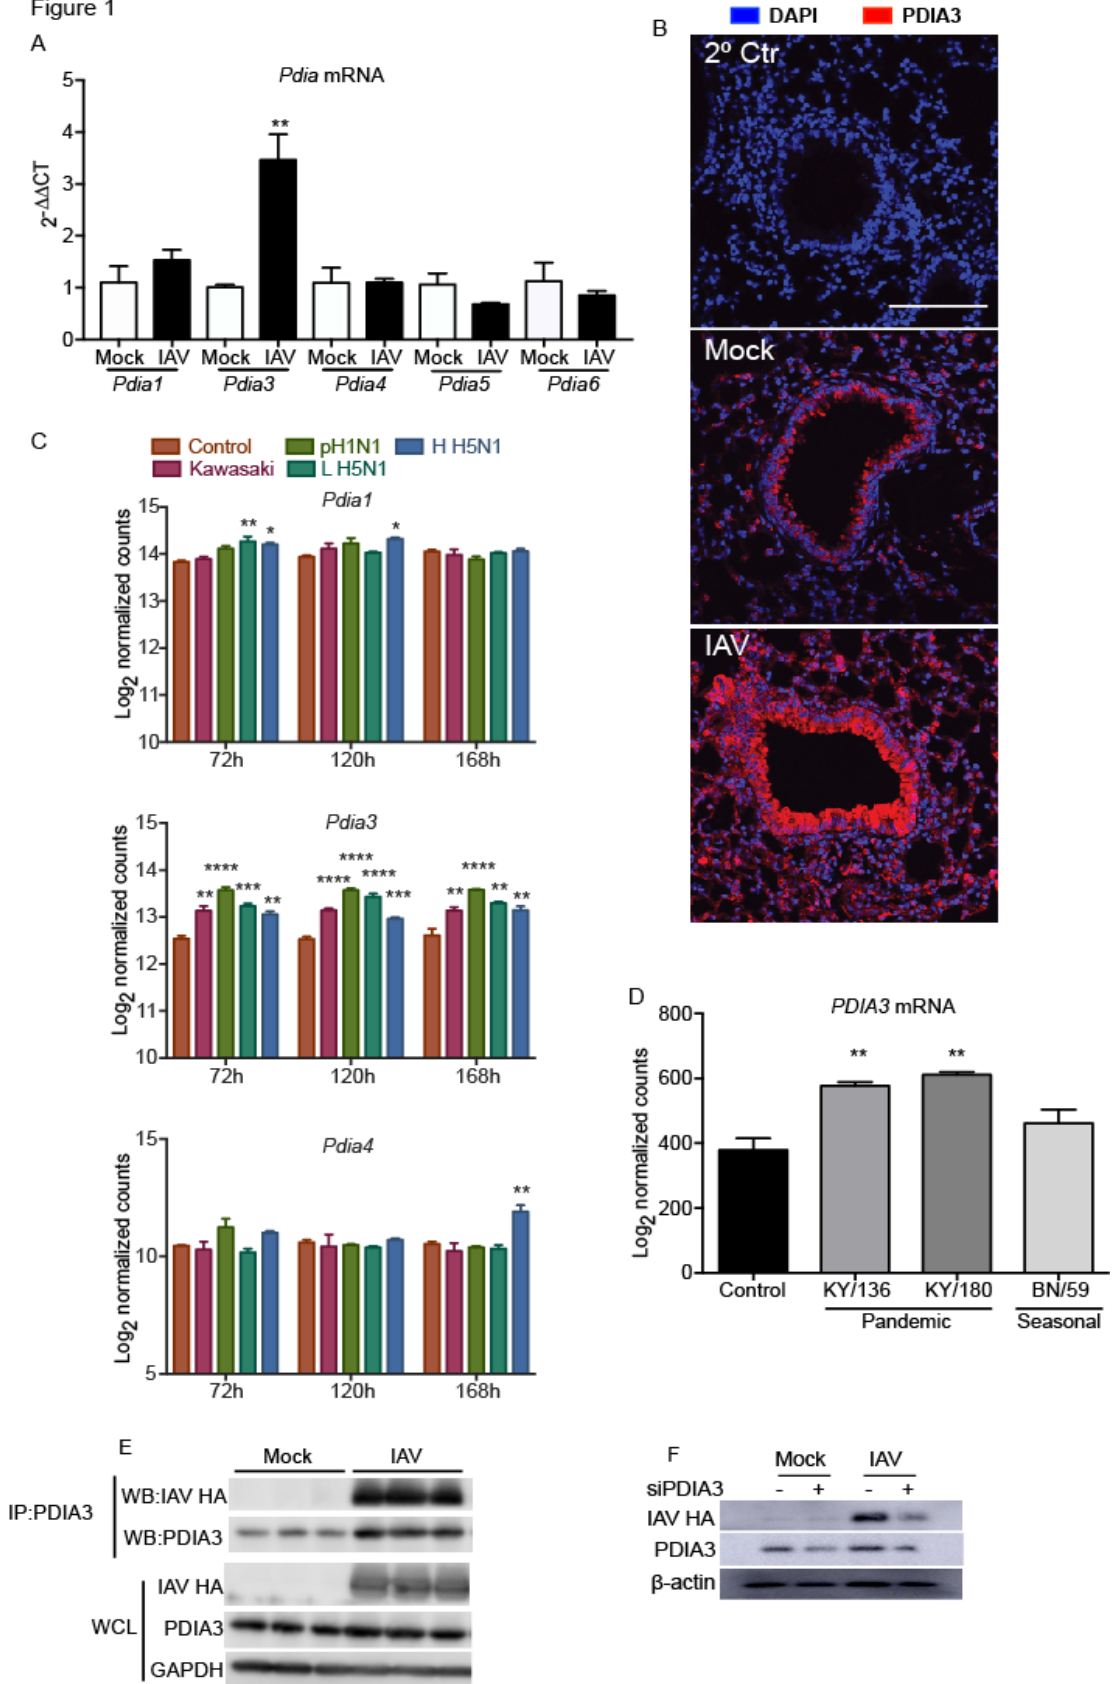 Figure 1
A
Pdia mRNA
**
2-ΔΔCT
5
4
3
2
1
0
Mock IAV Mock IAV Mock IAV Mock IAV Mock IAV
Pdia1 Pdia3 Pdia4 Pdia5 Pdia6
B
DAPI PDIA3
2º Ctr
Mock
IAV
C
Control pH1N1 H H5N1
Kawasaki L H5N1
Pdia1
Log2 normalized counts
15
14
13
12
11
10
** * *
72h 120h 168h
Pdia3
Log2 normalized counts
15
14
13
12
11
10
** **** *** ** **** **** **** *** ** **** ** **
72h 120h 168h
Pdia4
Log2 normalized counts
15
10
5
**
72h 120h 168h
D
PDIA3 mRNA
Log2 normalized counts
800
600
400
200
0
** **
Control KY/136 KY/180 BN/59
Pandemic Seasonal
E
Mock IAV
IP:PDIA3
WB:IAV HA
WB:PDIA3
WCL
IAV HA
PDIA3
GAPDH
F
Mock IAV
siPDIA3 - + - +
IAV HA
PDIA3
β-actin